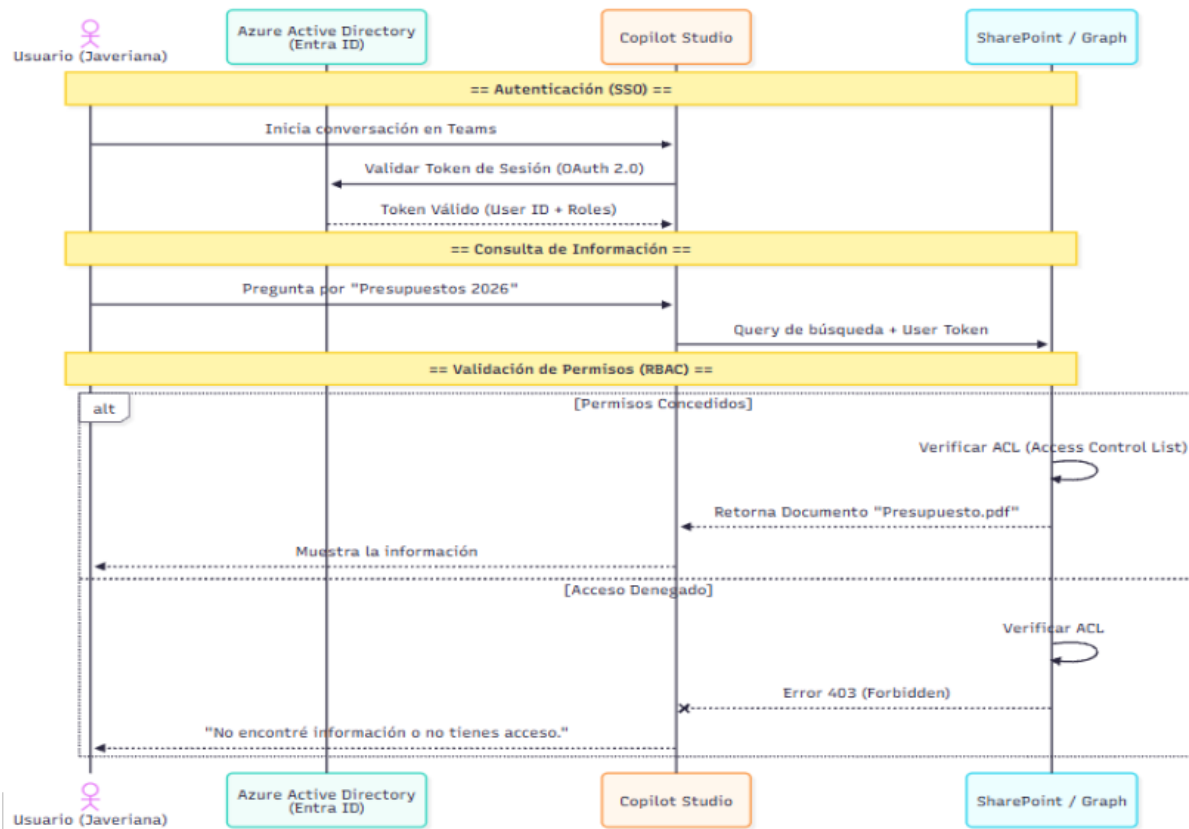 Usuario (Javeriana)
Azure Active Directory
(Entra ID)
Copilot Studio
SharePoint / Graph
== Autenticación (SSO) ==
Inicia conversación en Teams
Validar Token de Sesión (OAuth 2.0)
Token Válido (User ID + Roles)
== Consulta de Información ==
Pregunta por "Presupuestos 2026"
Query de búsqueda + User Token
== Validación de Permisos (RBAC) ==
alt
[Permisos Concedidos]
Verificar ACL (Access Control List)
Retorna Documento "Presupuesto.pdf"
Muestra la información
[Acceso Denegado]
Verificar ACL
Error 403 (Forbidden)
"No encontré información o no tienes acceso."
Usuario (Javeriana)
Azure Active Directory
(Entra ID)
Copilot Studio
SharePoint / Graph